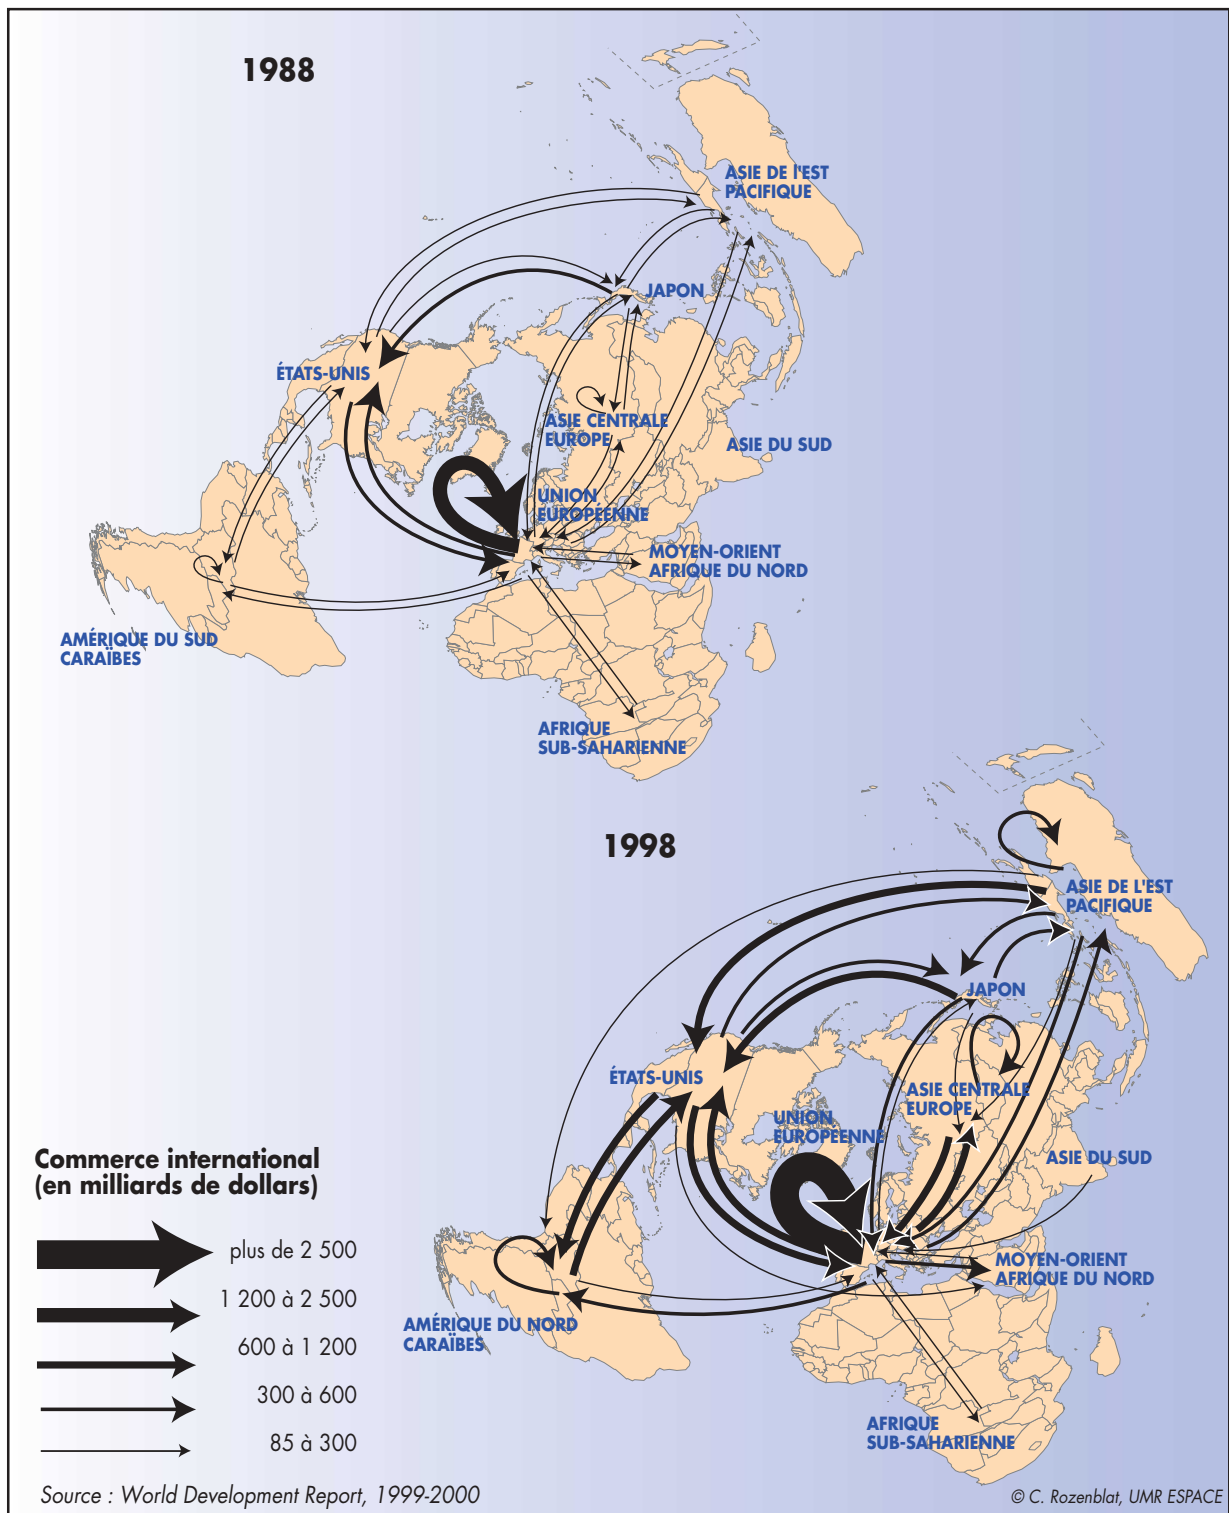 1988
ASIE DE l'EST
PACIFIQUE
JAPON
ÉTATS-UNIS
ASIE CENTRALE
EUROPE
ASIE DU SUD
UNION
EUROPÉENNE
MOYEN-ORIENT
AFRIQUE DU NORD
AMÉRIQUE DU SUD
CARAÏBES
AFRIQUE
SUB-SAHARIENNE
1998
ASIE DE L'EST
PACIFIQUE
JAPON
ÉTATS-UNIS
ASIE CENTRALE
EUROPE
UNION
EUROPÉENNE
ASIE DU SUD
MOYEN-ORIENT
AFRIQUE DU NORD
AMÉRIQUE DU NORD
CARAÏBES
AFRIQUE
SUB-SAHARIENNE
Commerce international
(en milliards de dollars)
plus de 2 500
1 200 à 2 500
600 à 1 200
300 à 600
85 à 300
Source : World Development Report, 1999-2000
© C. Rozenblat, UMR ESPACE